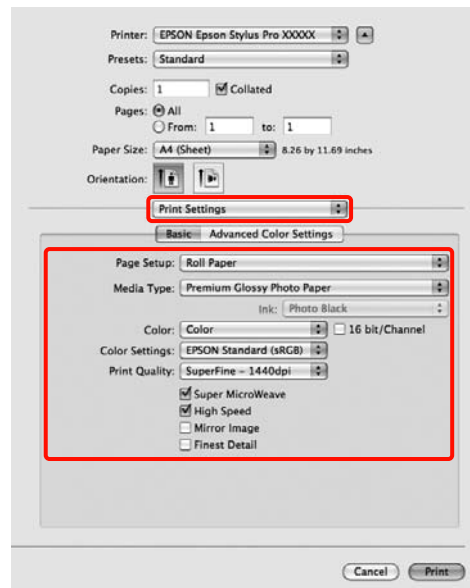 Printer: EPSON Epson Stylus Pro XXXXX
Presets: Standard
Copies: 1 Collated
Pages: All
From: 1 to: 1
Paper Size: A4 (Sheet) 8.26 by 11.69 inches
Orientation:
Print Settings
Basic Advanced Color Settings
Page Setup: Roll Paper
Media Type: Premium Glossy Photo Paper
Ink: Photo Black
Color: Color 16 bit/Channel
Color Settings: EPSON Standard (sRGB)
Print Quality: SuperFine – 1440dpi
Super MicroWeave
High Speed
Mirror Image
Finest Detail
Cancel Print